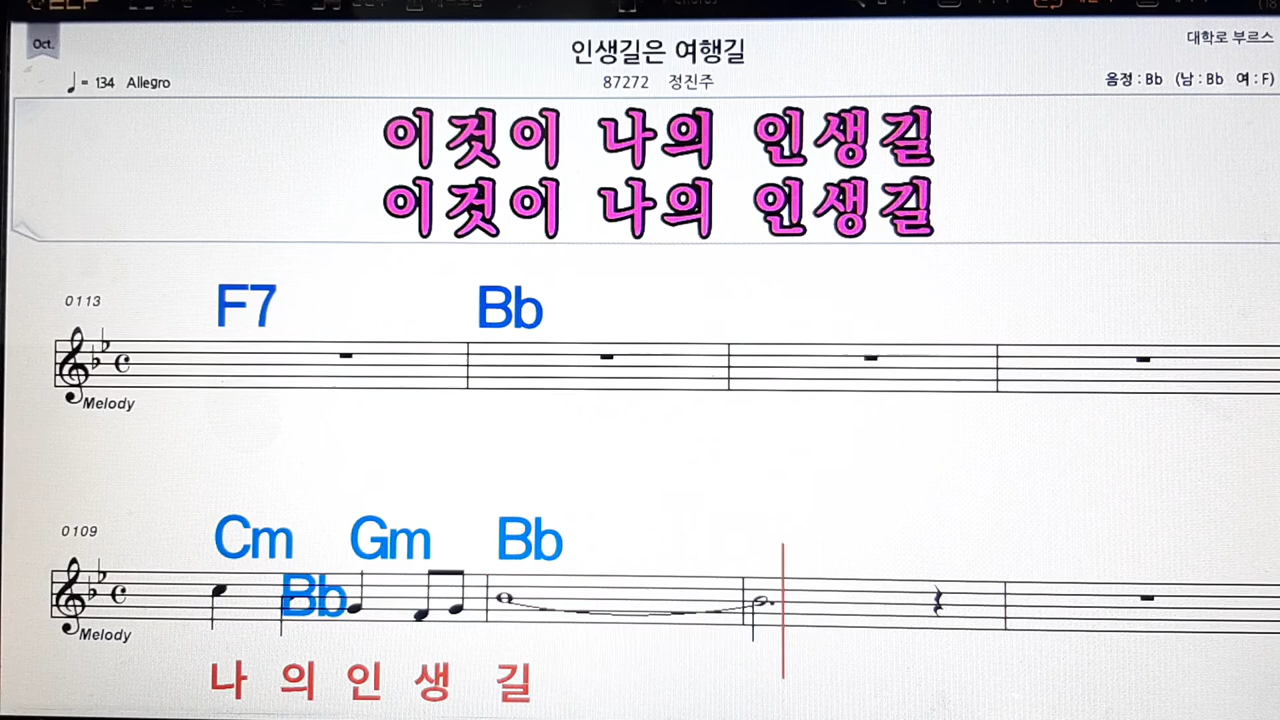 Oct.
인생길은 여행길
대학로 부르스
♩= 134 Allegro
87272 정진주
음정 : Bb (남 : Bb 여 : F)
이것이 나의 인생길
이것이 나의 인생길
0113
F7 Bb
Melody
0109
Cm Gm Bb
Bb
Melody
나 의 인 생 길